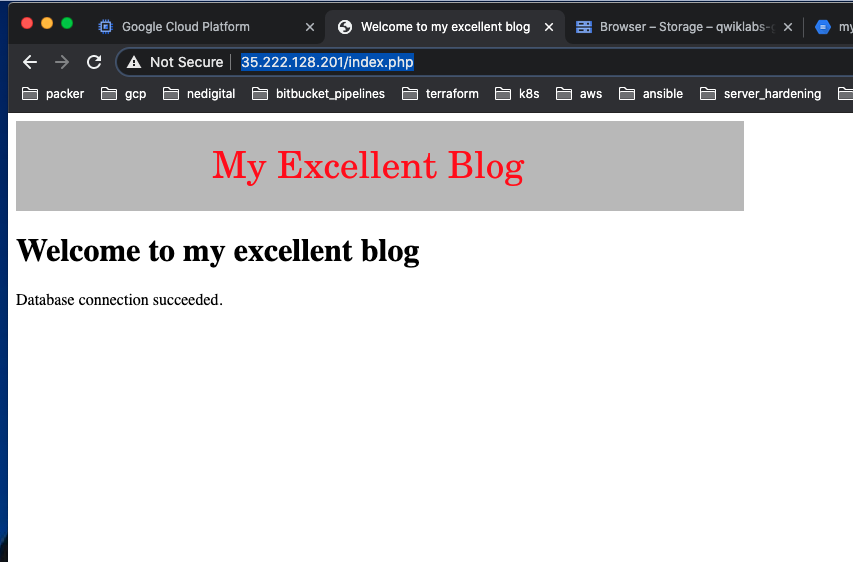 Google Cloud Platform
Welcome to my excellent blog
Browser – Storage – qwiklabs-g
my
Not Secure
35.222.128.201/index.php
packer
gcp
nedigital
bitbucket_pipelines
terraform
k8s
aws
ansible
server_hardening
My Excellent Blog
Welcome to my excellent blog
Database connection succeeded.